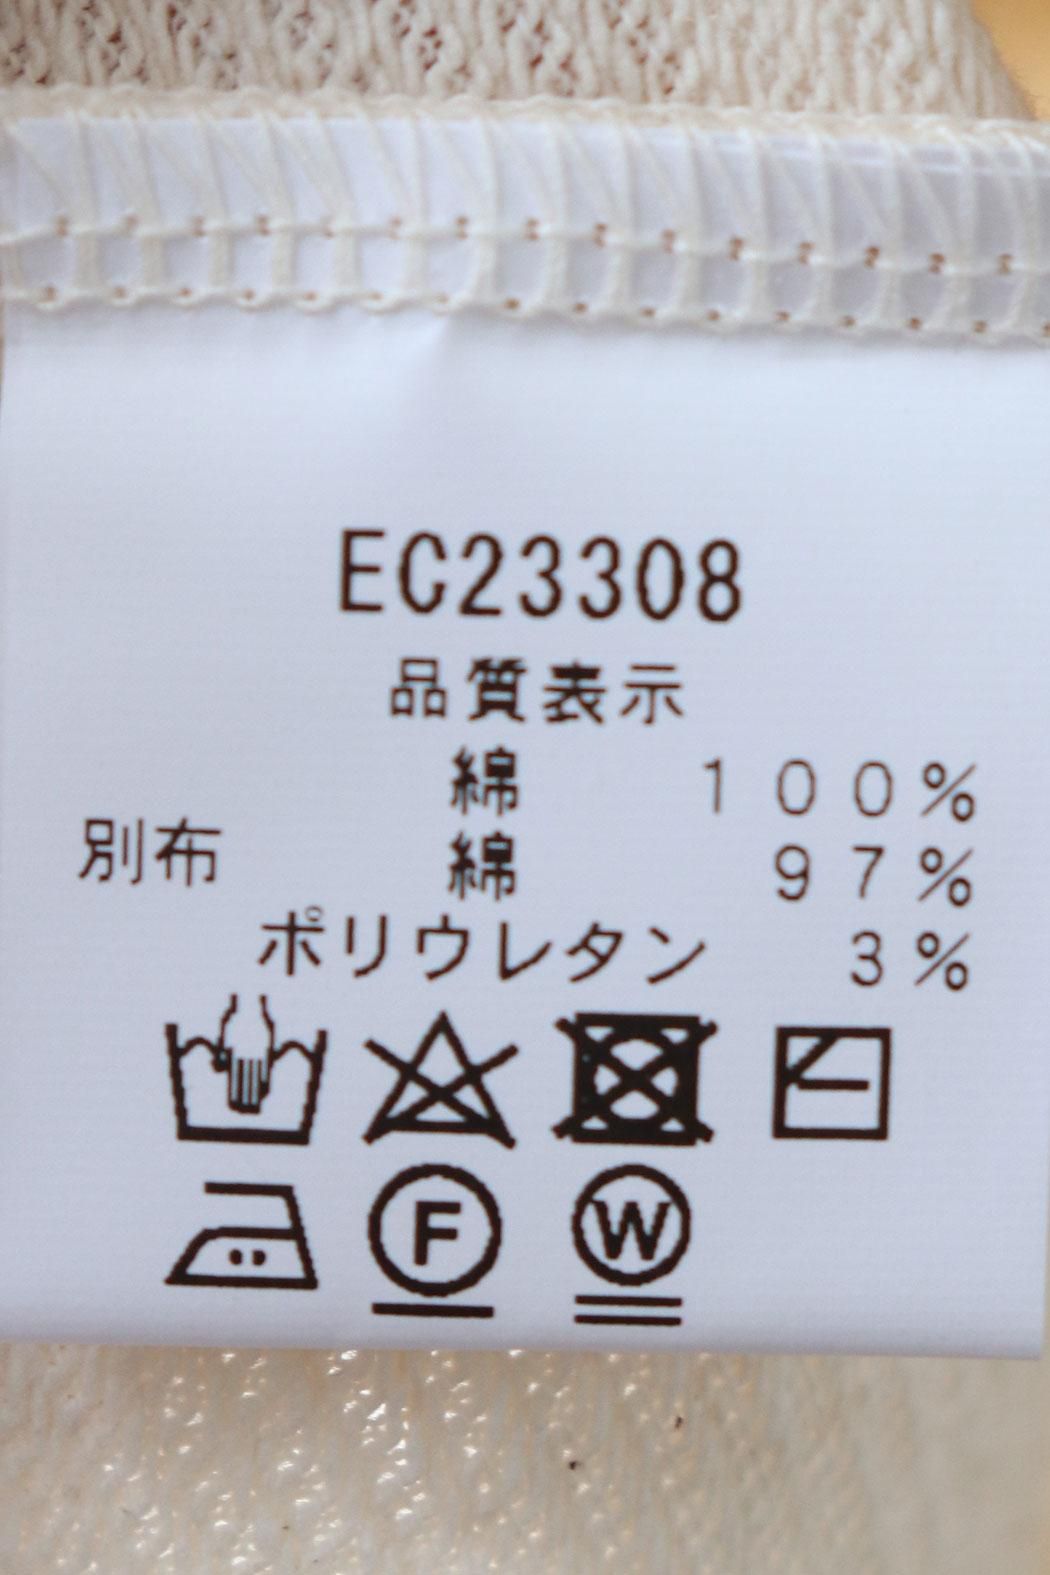 EC23308
品質表示
綿 100%
別布 綿 97%
ポリウレタン 3%
F W